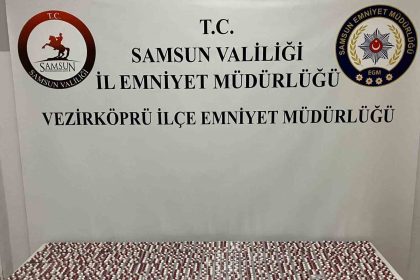 T.C.
SAMSUN VALİLİĞİ
İL EMNİYET MÜDÜRLÜĞÜ
VEZİRKÖPRÜ İLÇE EMNİYET MÜDÜRLÜĞÜ
T.C.
SAMSUN
SAMSUN VALİLİĞİ
SAMSUN EMNİYET MÜDÜRLÜĞÜ
EGM